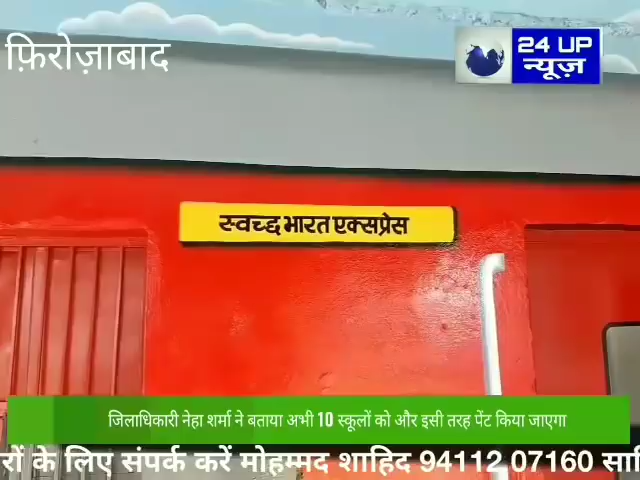 फ़िरोज़ाबाद
24 UP
न्यूज़
स्वच्छ भारत एक्सप्रेस
जिलाधिकारी नेहा शर्मा ने बताया अभी 10 स्कूलों को और इसी तरह पेंट किया जाएगा
रों के लिए संपर्क करें मोहम्मद शाहिद 94112 07160 सा